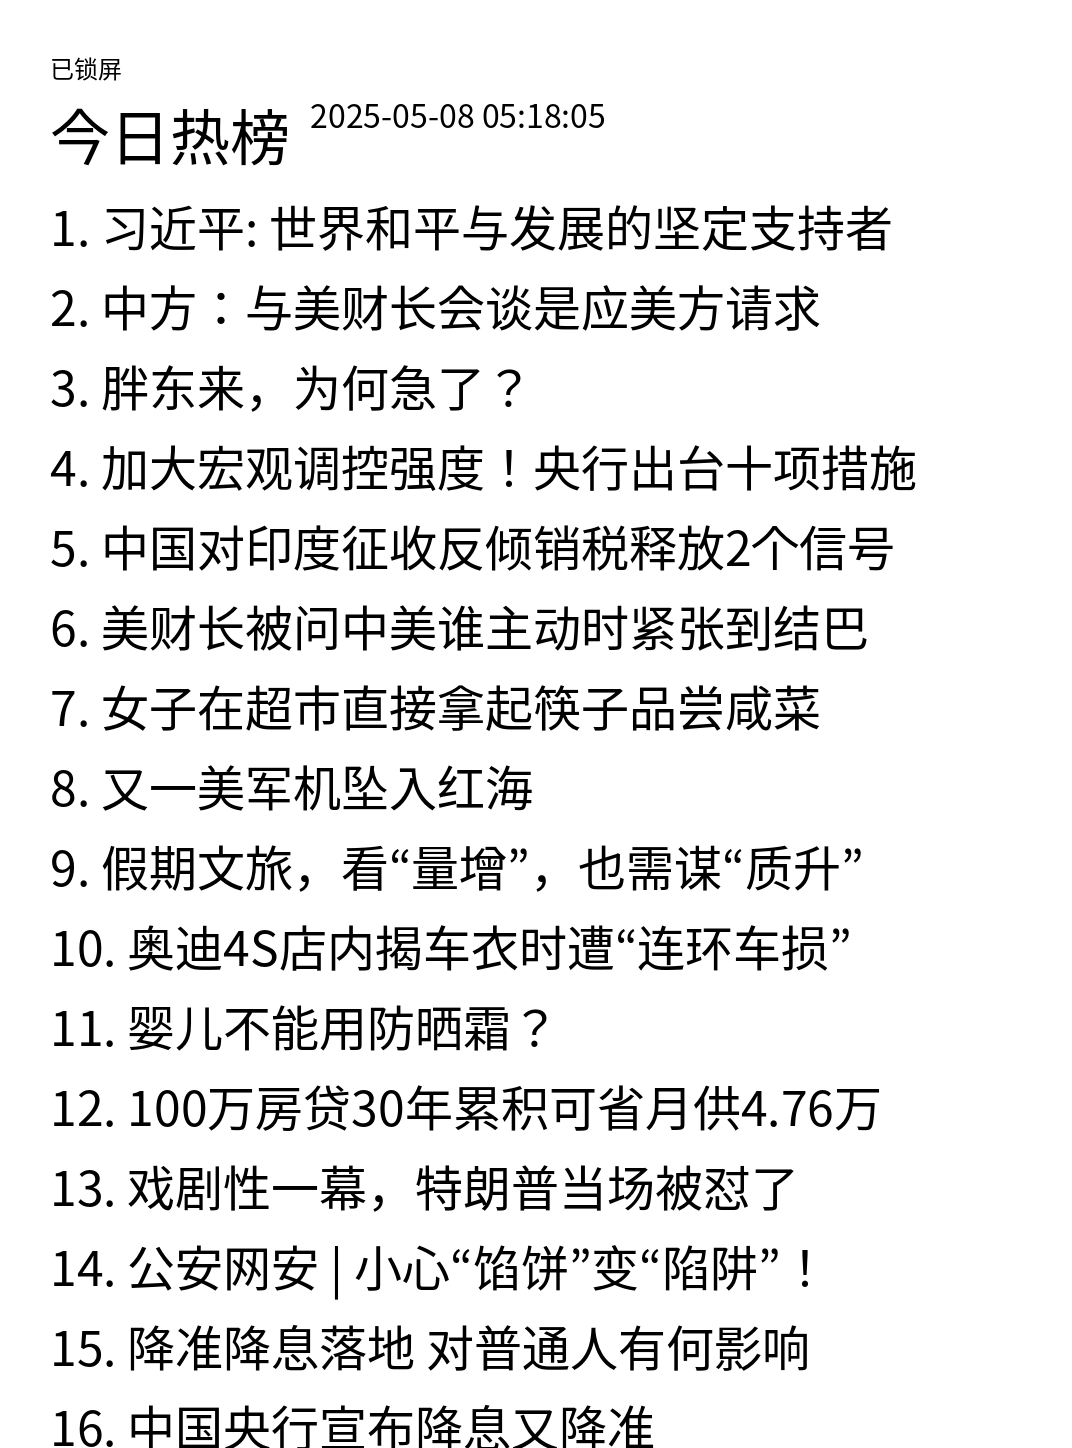 已锁屏
今日热榜 2025-05-08 05:18:05
1. 习近平: 世界和平与发展的坚定支持者
2. 中方：与美财长会谈是应美方请求
3. 胖东来，为何急了？
4. 加大宏观调控强度！央行出台十项措施
5. 中国对印度征收反倾销税释放2个信号
6. 美财长被问中美谁主动时紧张到结巴
7. 女子在超市直接拿起筷子品尝咸菜
8. 又一美军机坠入红海
9. 假期文旅，看“量增”，也需谋“质升”
10. 奥迪4S店内揭车衣时遭“连环车损”
11. 婴儿不能用防晒霜？
12. 100万房贷30年累积可省月供4.76万
13. 戏剧性一幕，特朗普当场被怼了
14. 公安网安 | 小心“馅饼”变“陷阱”！
15. 降准降息落地 对普通人有何影响
16. 中国央行宣布降息又降准